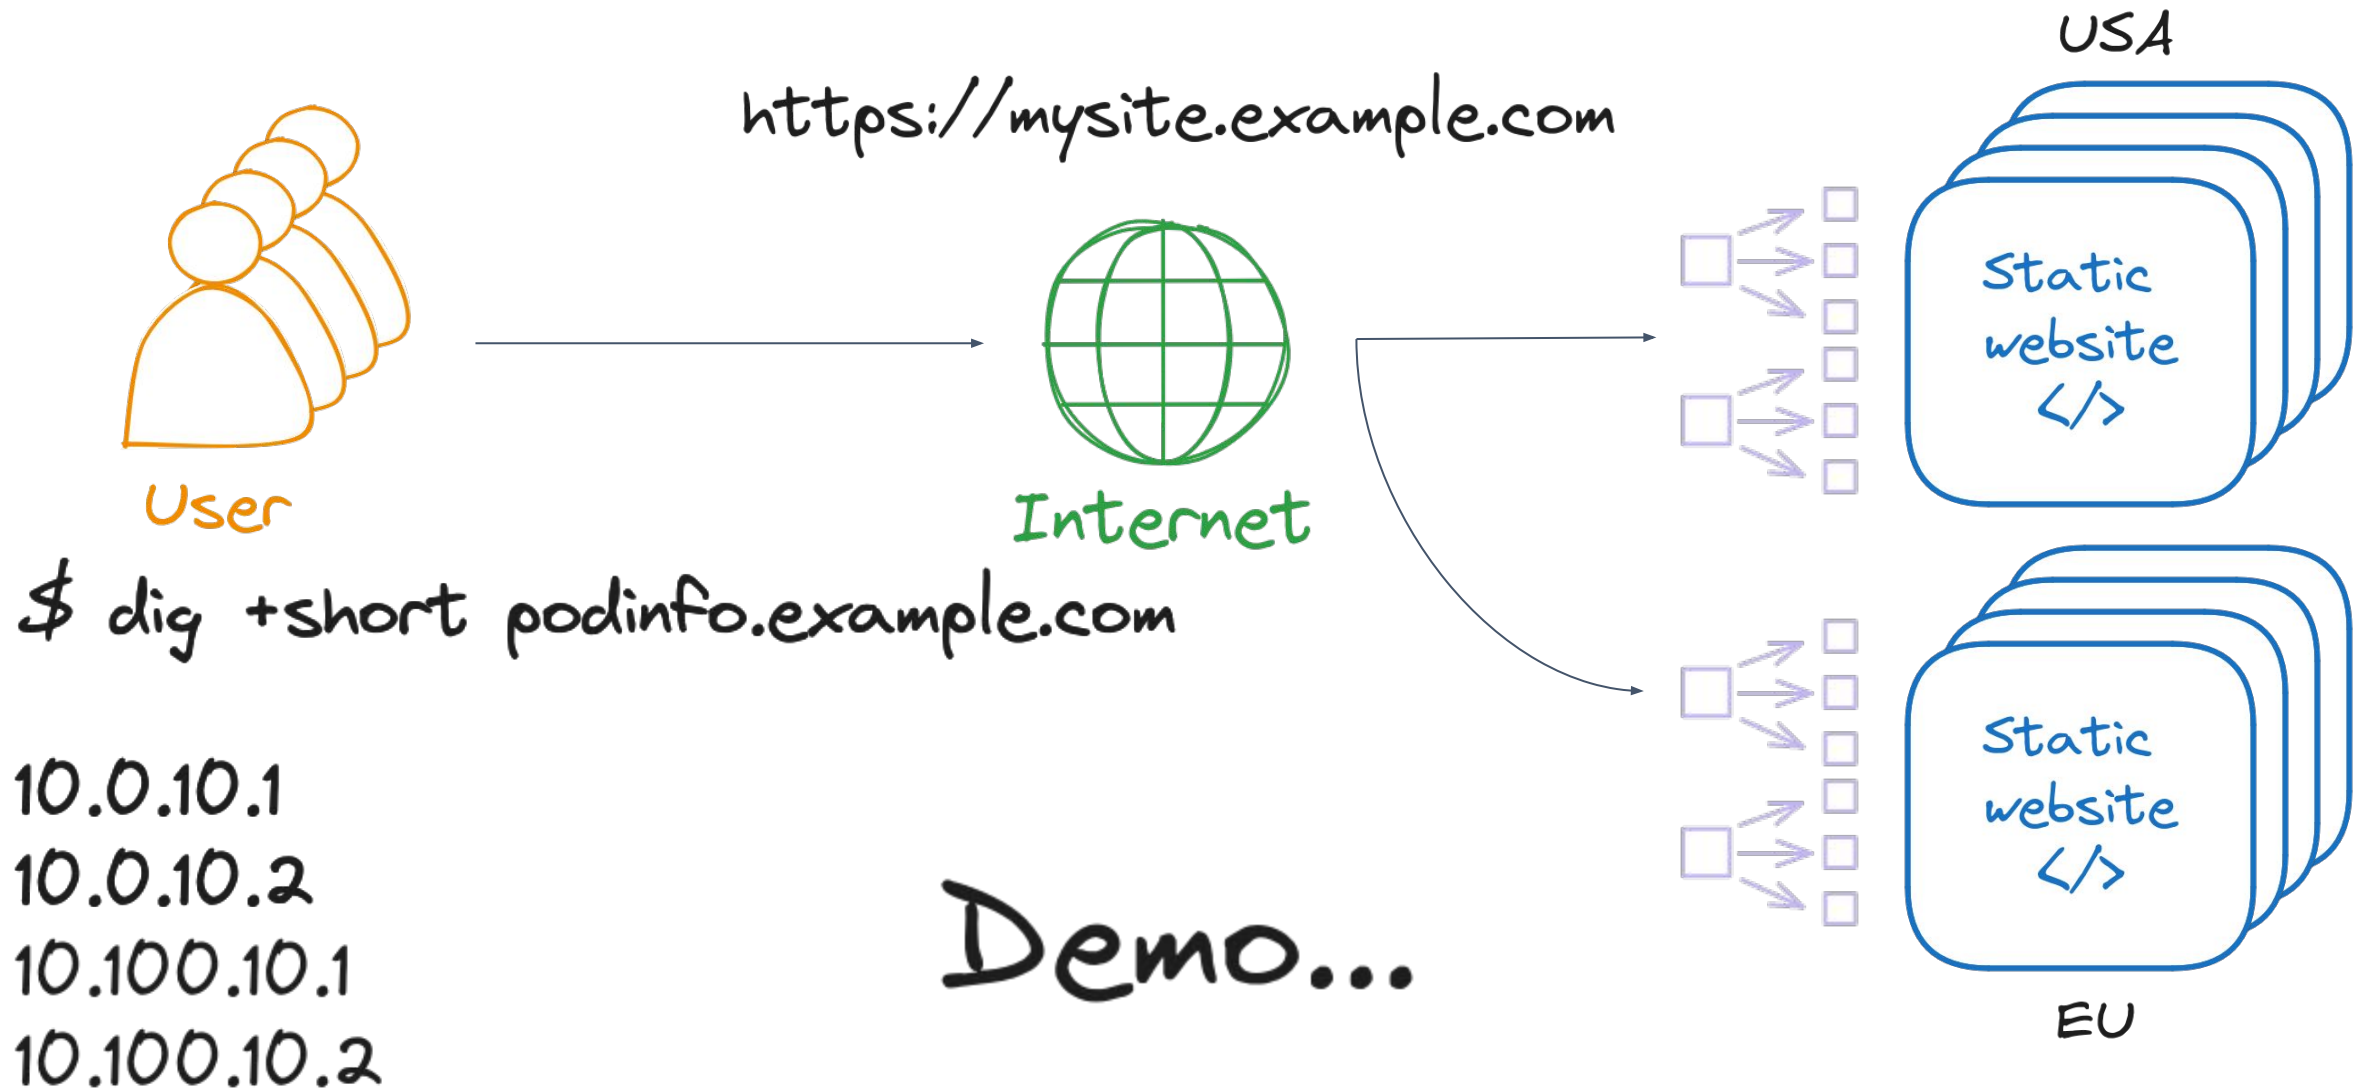 USA
https://mysite.example.com
Static
website
</>
User
Internet
$ dig +short podinfo.example.com
Static
website
</>
10.0.10.1
10.0.10.2
10.100.10.1
10.100.10.2
Demo...
EU